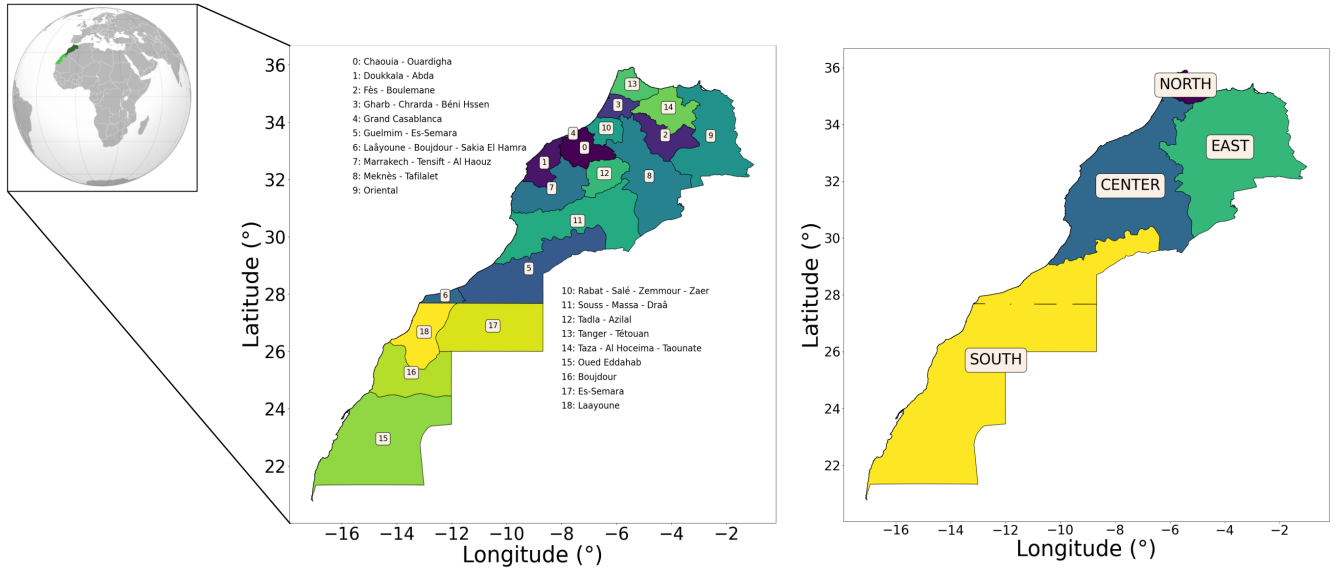 0: Chaouia - Ouardigha
1: Doukkala - Abda
2: Fès - Boulemane
3: Gharb - Chrarda - Béni Hssen
4: Grand Casablanca
5: Guelmim - Es-Semara
6: Laâyoune - Boujdour - Sakia El Hamra
7: Marrakech - Tensift - Al Haouz
8: Meknès - Tafilalet
9: Oriental
10: Rabat - Salé - Zemmour - Zaer
11: Souss - Massa - Draâ
12: Tadla - Azilal
13: Tanger - Tétouan
14: Taza - Al Hoceima - Taounate
15: Oued Eddahab
16: Boujdour
17: Es-Semara
18: Laayoune
13
3
14
10
4
2
9
0
1
12
8
7
11
5
6
17
18
16
15
36
34
32
30
28
26
24
22
Latitude (°)
−16 −14 −12 −10 −8 −6 −4 −2
Longitude (°)
NORTH
EAST
CENTER
SOUTH
36
34
32
30
28
26
24
22
Latitude (°)
−16 −14 −12 −10 −8 −6 −4 −2
Longitude (°)